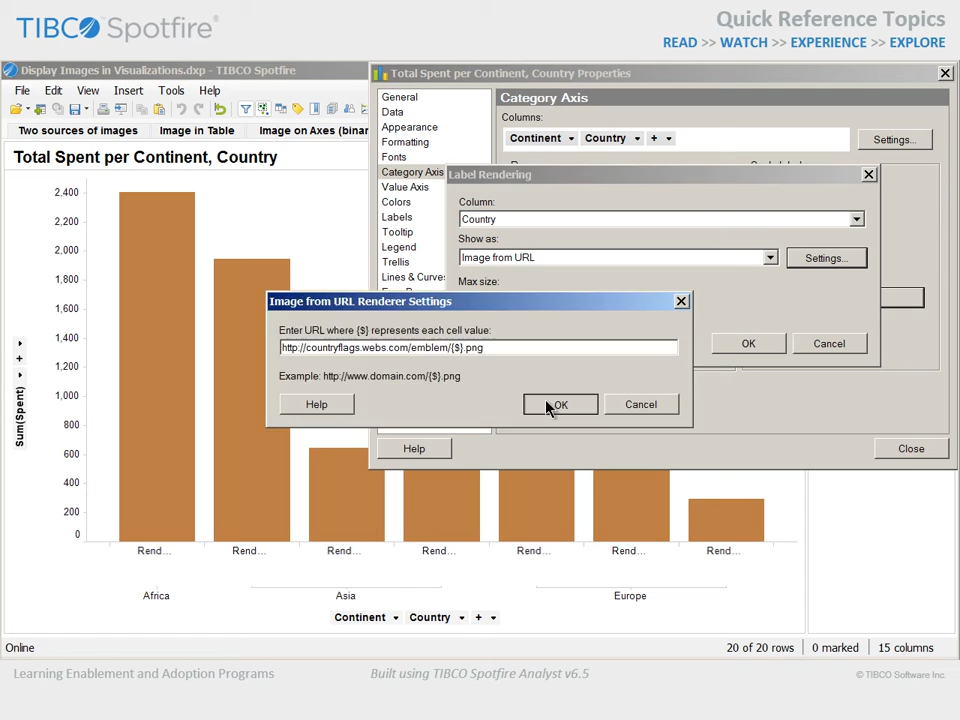 TIBCO Spotfire®
Quick Reference Topics
READ >> WATCH >> EXPERIENCE >> EXPLORE
Display Images in Visualizations.dxp - TIBCO Spotfire
File Edit View Insert Tools Help
Two sources of images Image in Table Image on Axes (binar
Total Spent per Continent, Country
2,400
2,200
2,000
1,800
1,600
1,400
1,200
1,000
800
600
400
200
0
Sum(Spent)
Rend... Rend... Rend... Rend... Rend... Rend... Rend...
Africa Asia Europe
Continent Country +
Total Spent per Continent, Country Properties
General
Data
Appearance
Formatting
Fonts
Category Axis
Value Axis
Colors
Labels
Tooltip
Legend
Trellis
Lines & Curve
Category Axis
Columns:
Continent Country +
Settings...
Help
Close
Label Rendering
Column:
Country
Show as:
Image from URL
Settings...
Max size:
OK Cancel
Image from URL Renderer Settings
Enter URL where {$} represents each cell value:
http://countryflags.webs.com/emblem/{$}.png
Example: http://www.domain.com/{$}.png
Help OK Cancel
Online
20 of 20 rows 0 marked 15 columns
Learning Enablement and Adoption Programs
Built using TIBCO Spotfire Analyst v6.5
© TIBCO Software Inc.